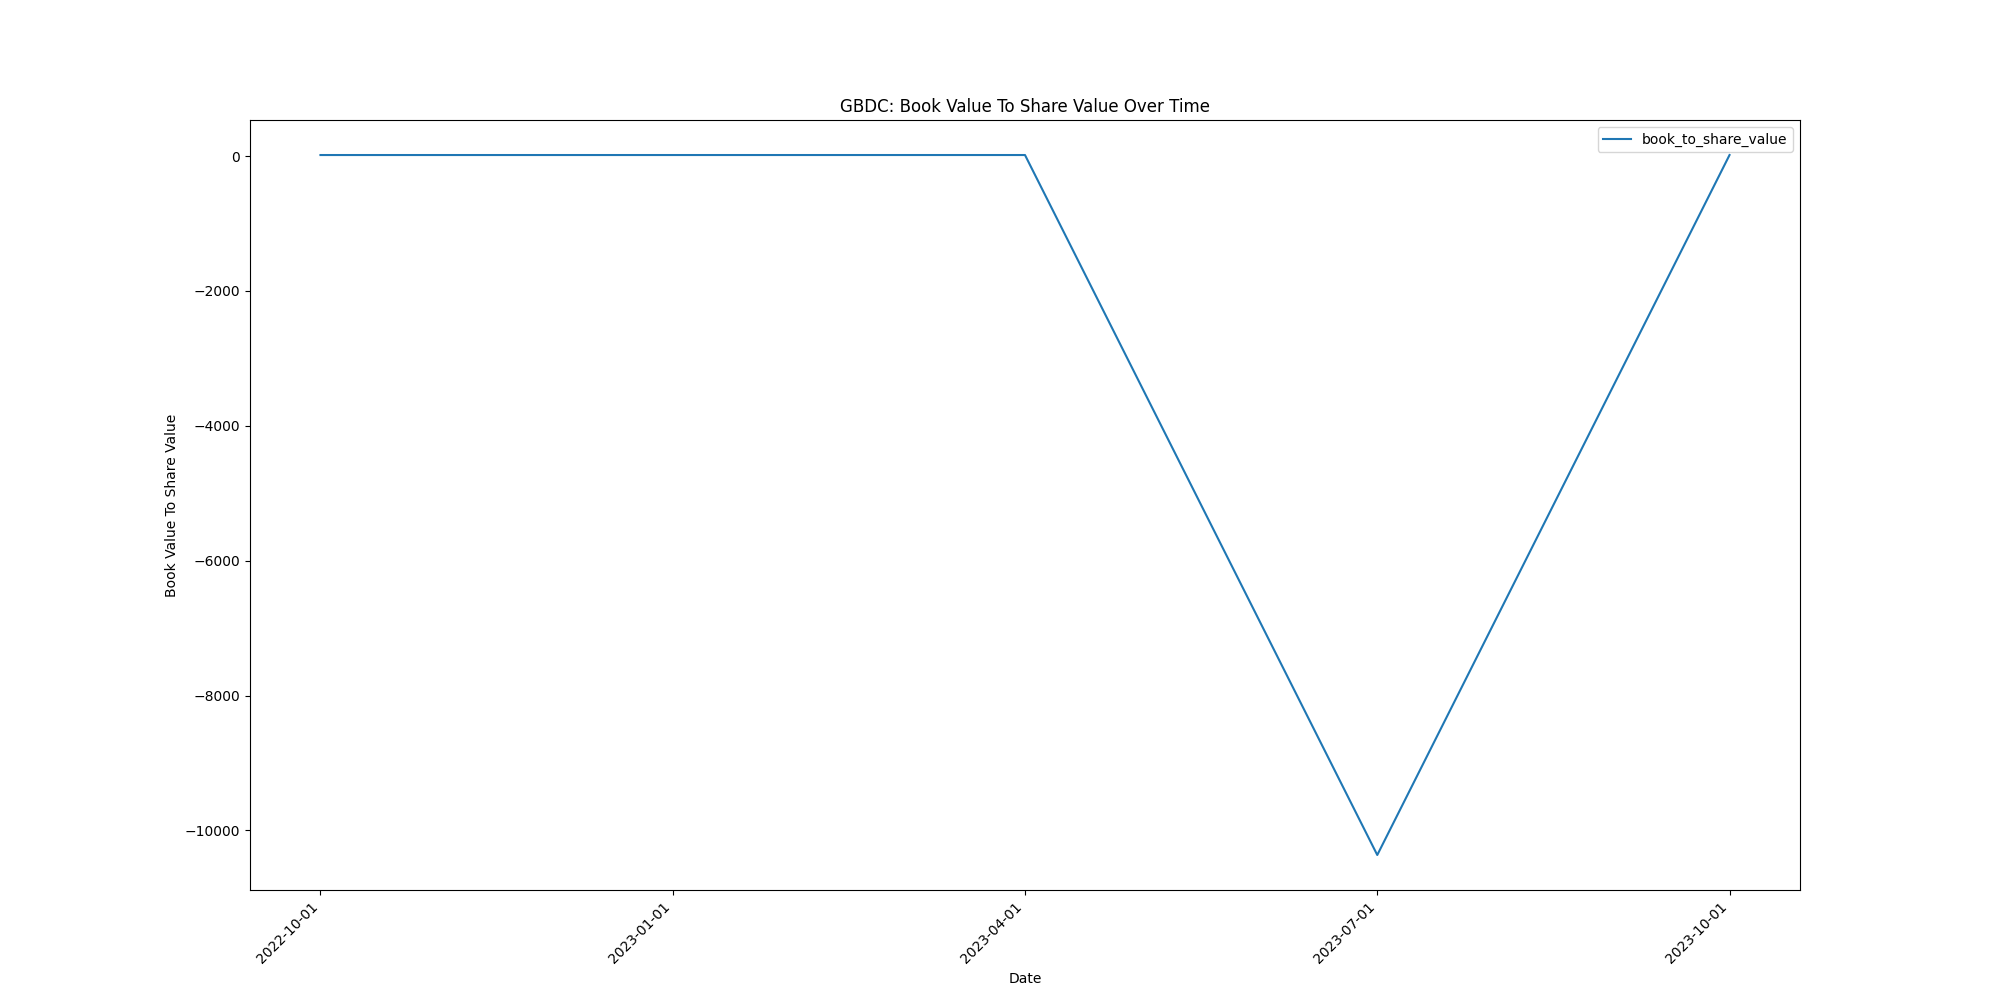 GBDC: Book Value To Share Value Over Time
book_to_share_value
0
−2000
−4000
−6000
−8000
−10000
Book Value To Share Value
2022-10-01
2023-01-01
2023-04-01
2023-07-01
2023-10-01
Date